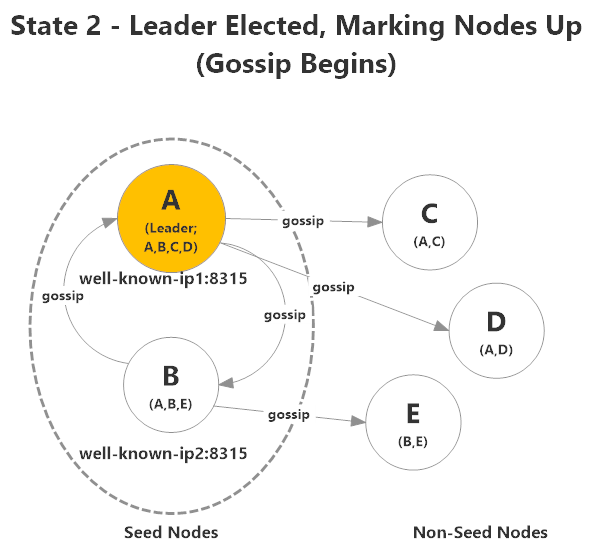 State 2 - Leader Elected, Marking Nodes Up
(Gossip Begins)
A
(Leader;
A,B,C,D)
well-known-ip1:8315
gossip
C
(A,C)
gossip
gossip
gossip
D
(A,D)
B
(A,B,E)
gossip
E
(B,E)
well-known-ip2:8315
Seed Nodes
Non-Seed Nodes